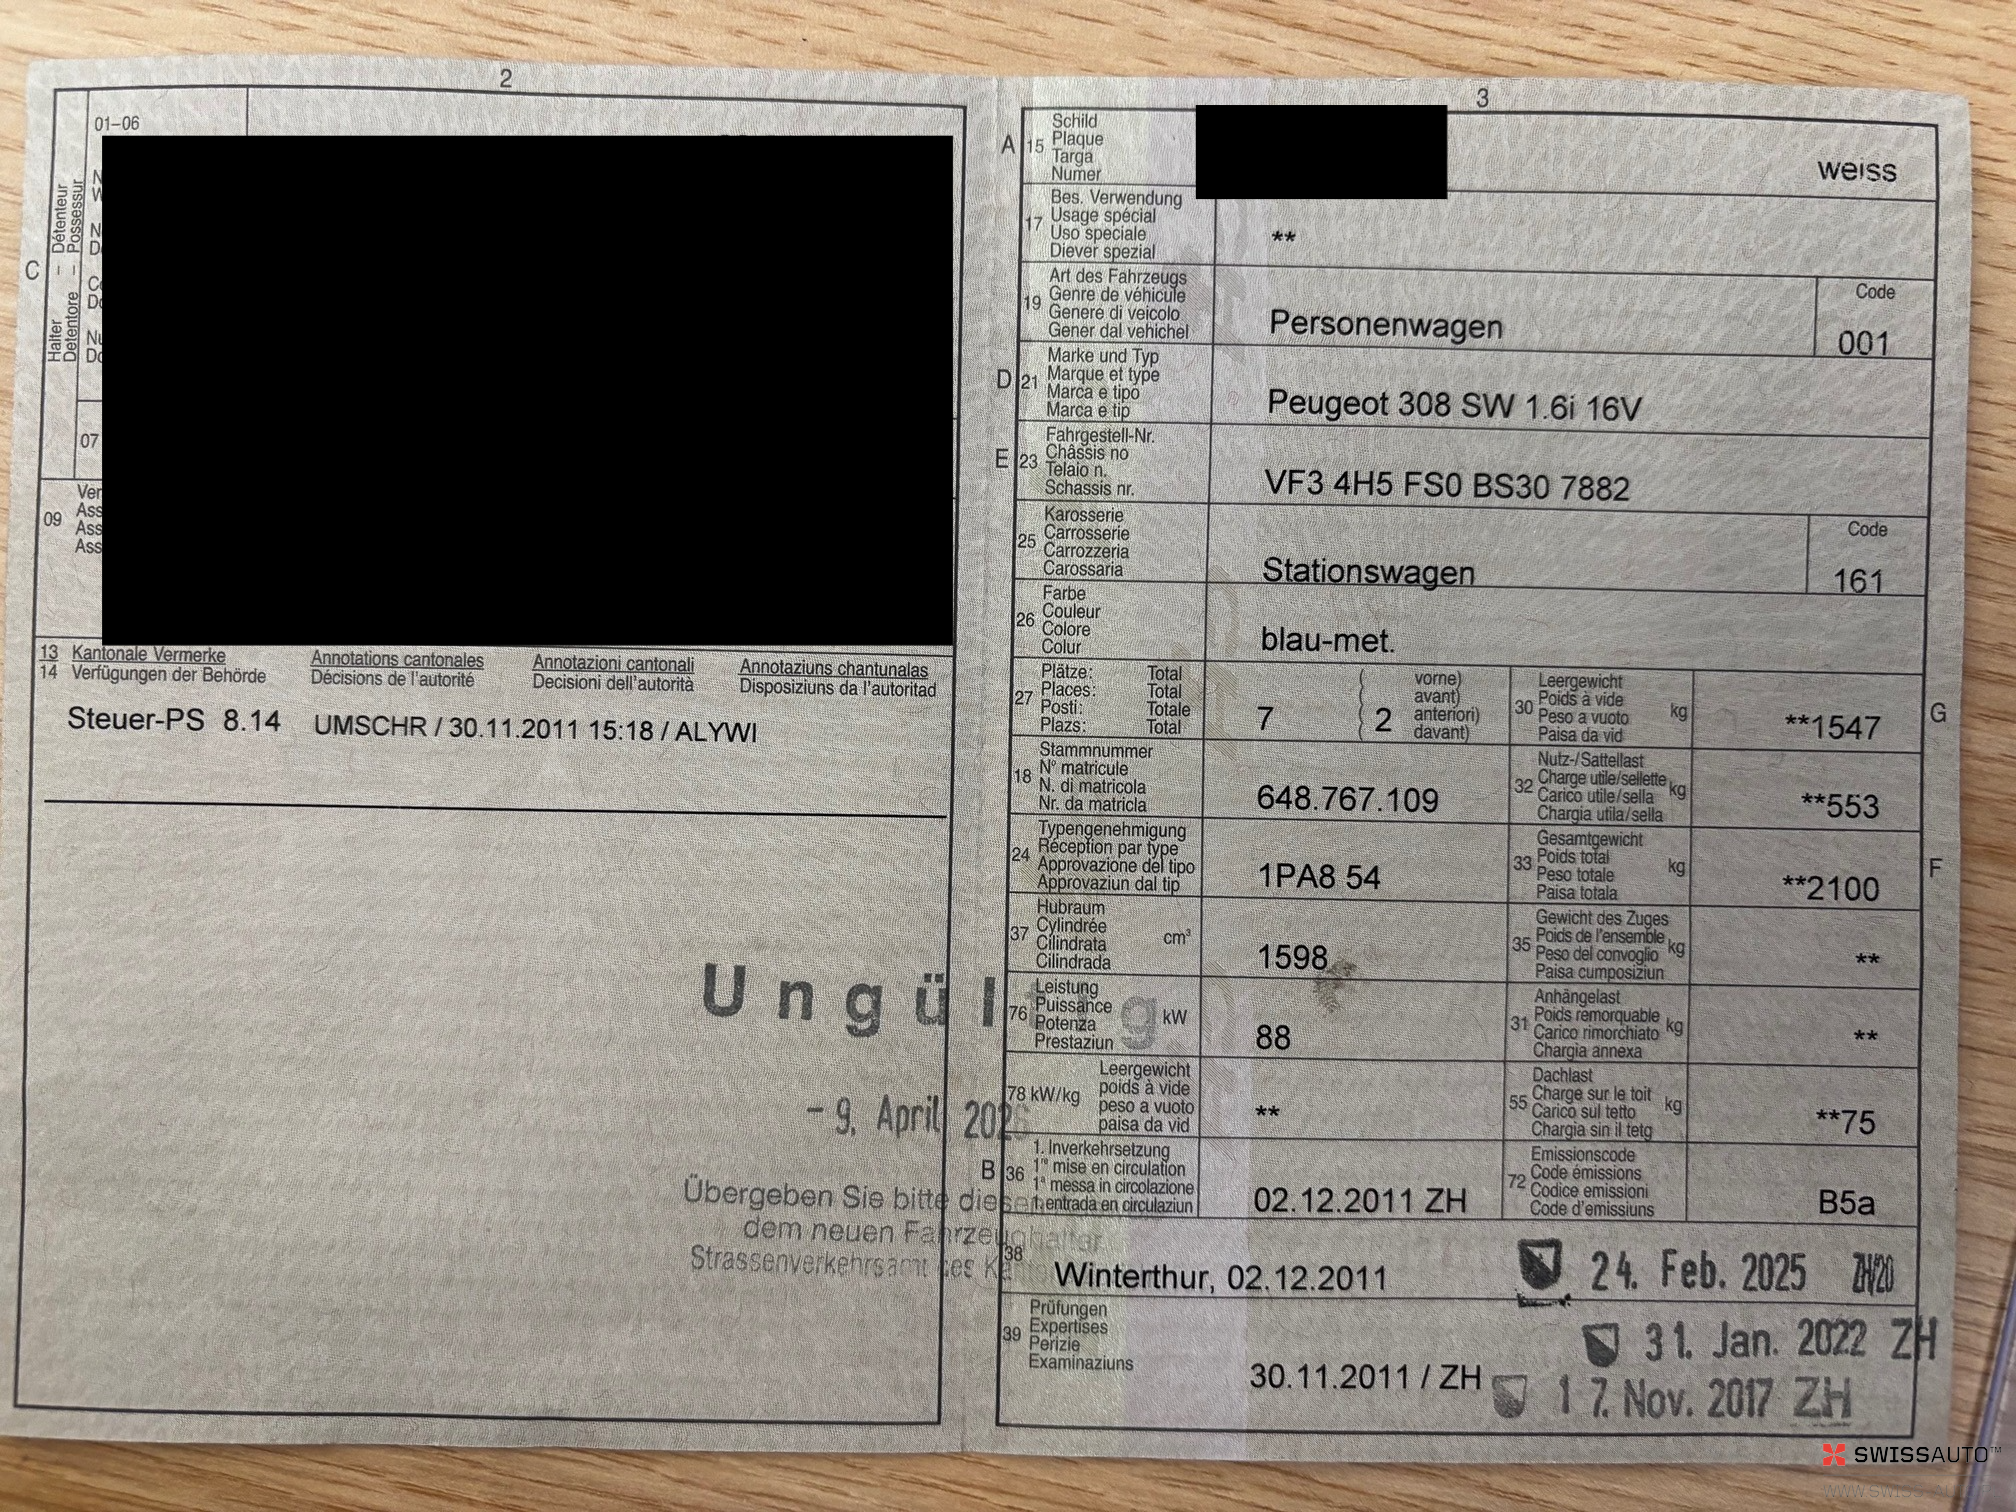 2
01–06
Halter – Détenteur
Detentore – Possessur
C
07
09
Ver
Ass
Ass
Ass
13 Kantonale Vermerke Annotations cantonales Annotazioni cantonali Annotaziuns chantunalas
14 Verfügungen der Behörde Décisions de l'autorité Decisioni dell'autorità Disposiziuns da l'autoritad
Steuer-PS 8.14 UMSCHR / 30.11.2011 15:18 / ALYWI
Ungültig
- 9. April
Übergeben Sie bitte diesen
dem neuen Fahrzeughalter
Strassenverkehrsamt des
3
A 15 Schild
Plaque
Targa
Numer
weiss
17 Bes. Verwendung
Usage spécial
Uso speciale
Diever spezial
**
19 Art des Fahrzeugs
Genre de véhicule
Genere di veicolo
Gener dal vehichel
Personenwagen
Code
001
D 21 Marke und Typ
Marque et type
Marca e tipo
Marca e tip
Peugeot 308 SW 1.6i 16V
E 23 Fahrgestell-Nr.
Châssis no
Telaio n.
Schassis nr.
VF3 4H5 FS0 BS30 7882
25 Karosserie
Carrosserie
Carrozzeria
Carossaria
Stationswagen
Code
161
26 Farbe
Couleur
Colore
Colur
blau-met.
27 Plätze: Total
Places: Total
Posti: Totale
Plazs: Total
7 ( 2 vorne)
avant)
anteriori)
davant)
30 Leergewicht
Poids à vide
Peso a vuoto
Paisa da vid
kg
**1547
G
18 Stammnummer
N° matricule
N. di matricola
Nr. da matricla
648.767.109
32 Nutz-/Sattellast
Charge utile/sellette
Carico utile/sella
Chargia utila/sella
kg
**553
24 Typengenehmigung
Réception par type
Approvazione del tipo
Approvaziun dal tip
1PA8 54
33 Gesamtgewicht
Poids total
Peso totale
Paisa totala
kg
**2100
F
37 Hubraum
Cylindrée
Cilindrata
Cilindrada
cm³
1598
35 Gewicht des Zuges
Poids de l'ensemble
Peso del convoglio
Paisa cumposiziun
kg
**
76 Leistung
Puissance
Potenza
Prestaziun
kW
88
31 Anhängelast
Poids remorquable
Carico rimorchiato
Chargia annexa
kg
**
78 kW/kg Leergewicht
poids à vide
peso a vuoto
paisa da vid
**
55 Dachlast
Charge sur le toit
Carico sul tetto
Chargia sin il tetg
kg
**75
B 36 1. Inverkehrsetzung
1re mise en circulation
1a messa in circolazione
1. entrada en circulaziun
02.12.2011 ZH
72 Emissionscode
Code émissions
Codice emissioni
Code d'emissiuns
B5a
38
Winterthur, 02.12.2011
24. Feb. 2025 ZH/20
39 Prüfungen
Expertises
Perizie
Examinaziuns
31. Jan. 2022 ZH
30.11.2011 / ZH
17. Nov. 2017 ZH
SWISSAUTO™